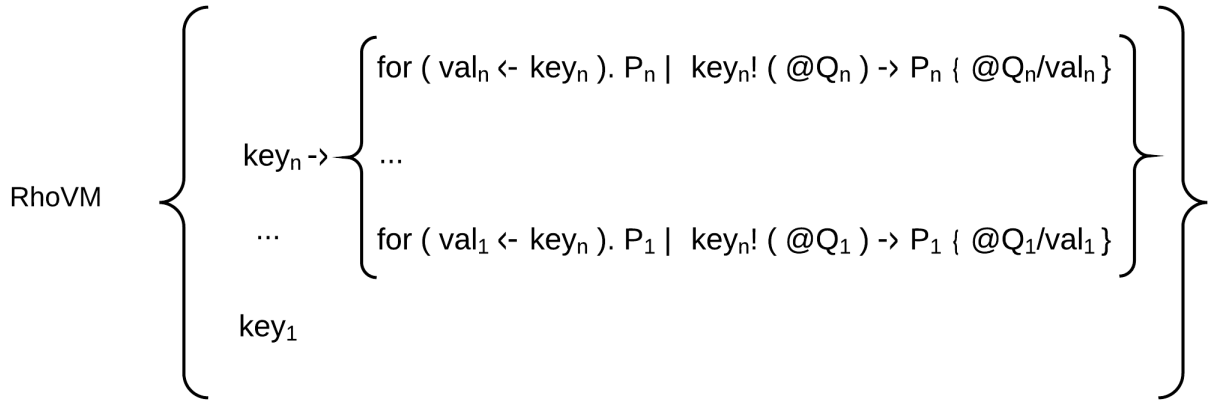 for ( valₙ <- keyₙ ). Pₙ | keyₙ! ( @Qₙ ) -> Pₙ { @Qₙ/valₙ }
keyₙ -> ...
RhoVM
...
for ( val₁ <- keyₙ ). P₁ | keyₙ! ( @Q₁ ) -> P₁ { @Q₁/val₁ }
key₁